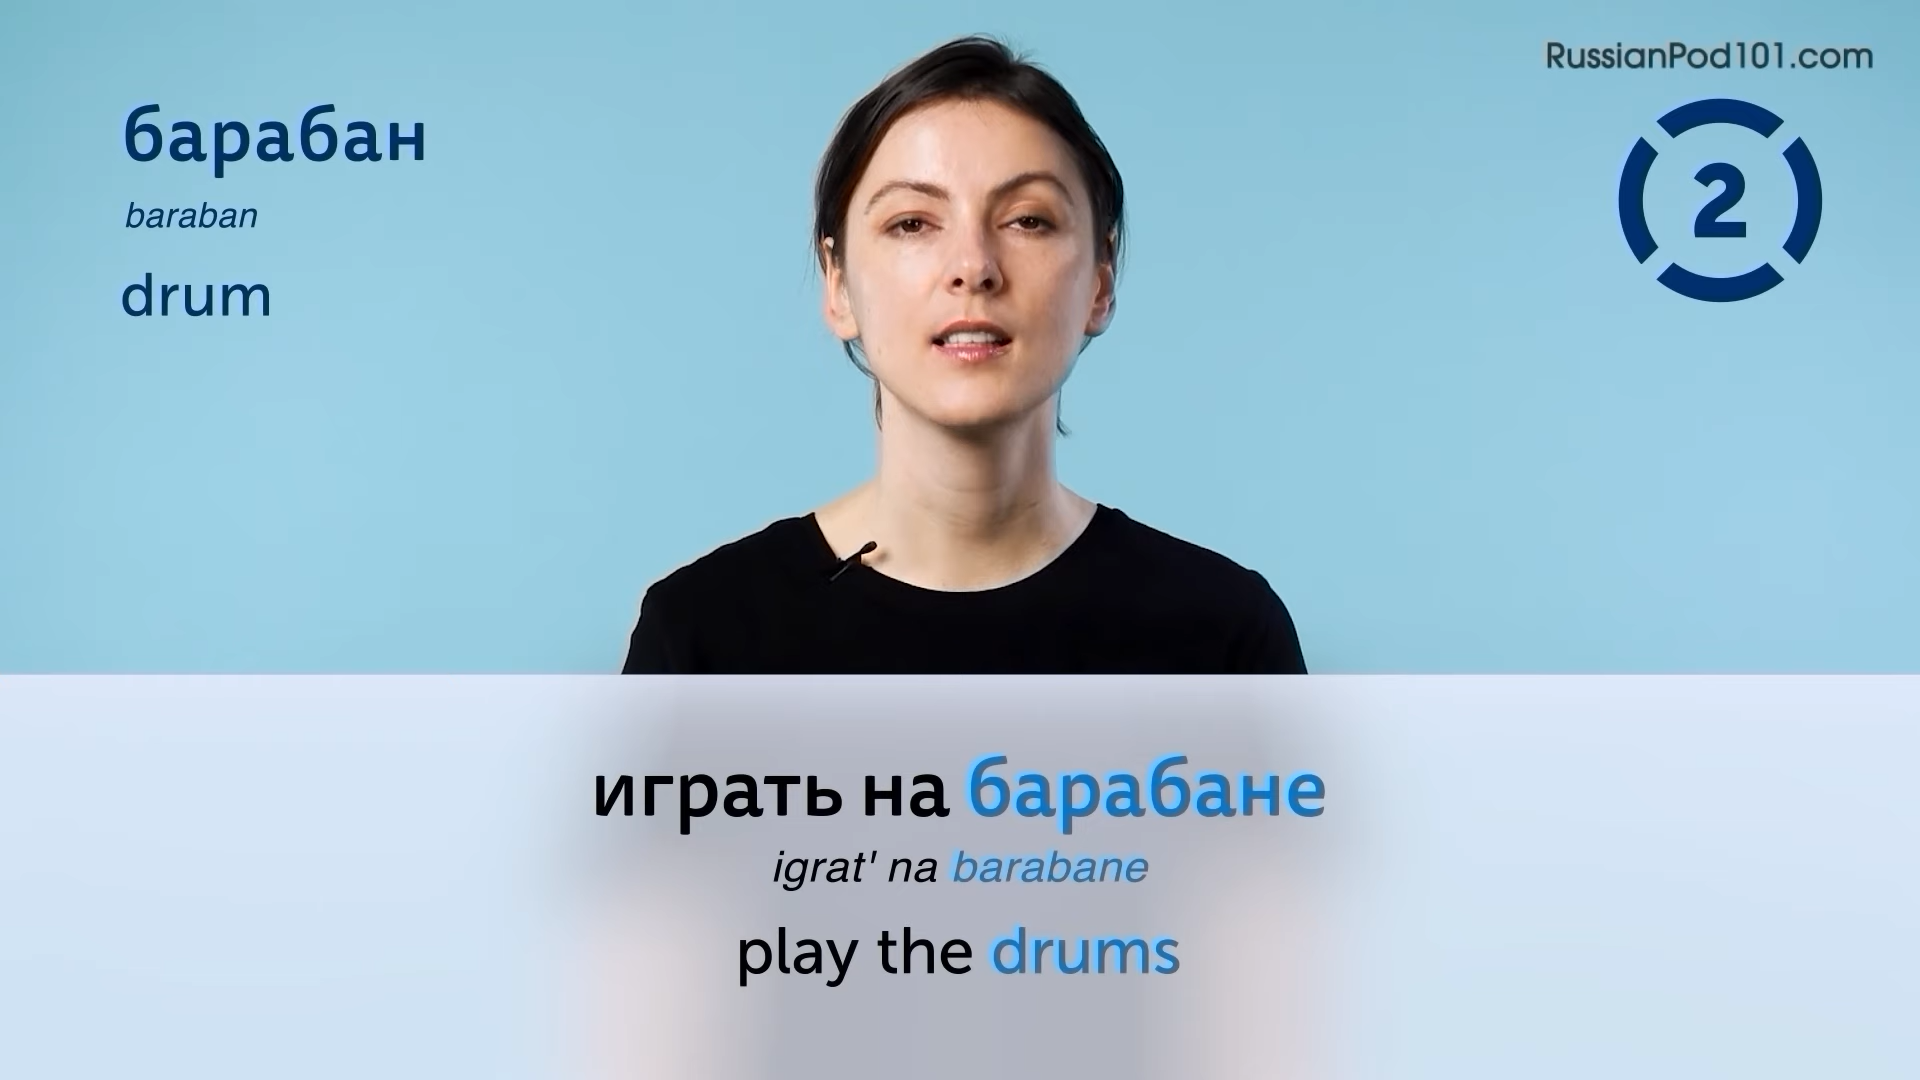 RussianPod101.com
барабан
baraban
drum
2
играть на барабане
igrat' na barabane
play the drums